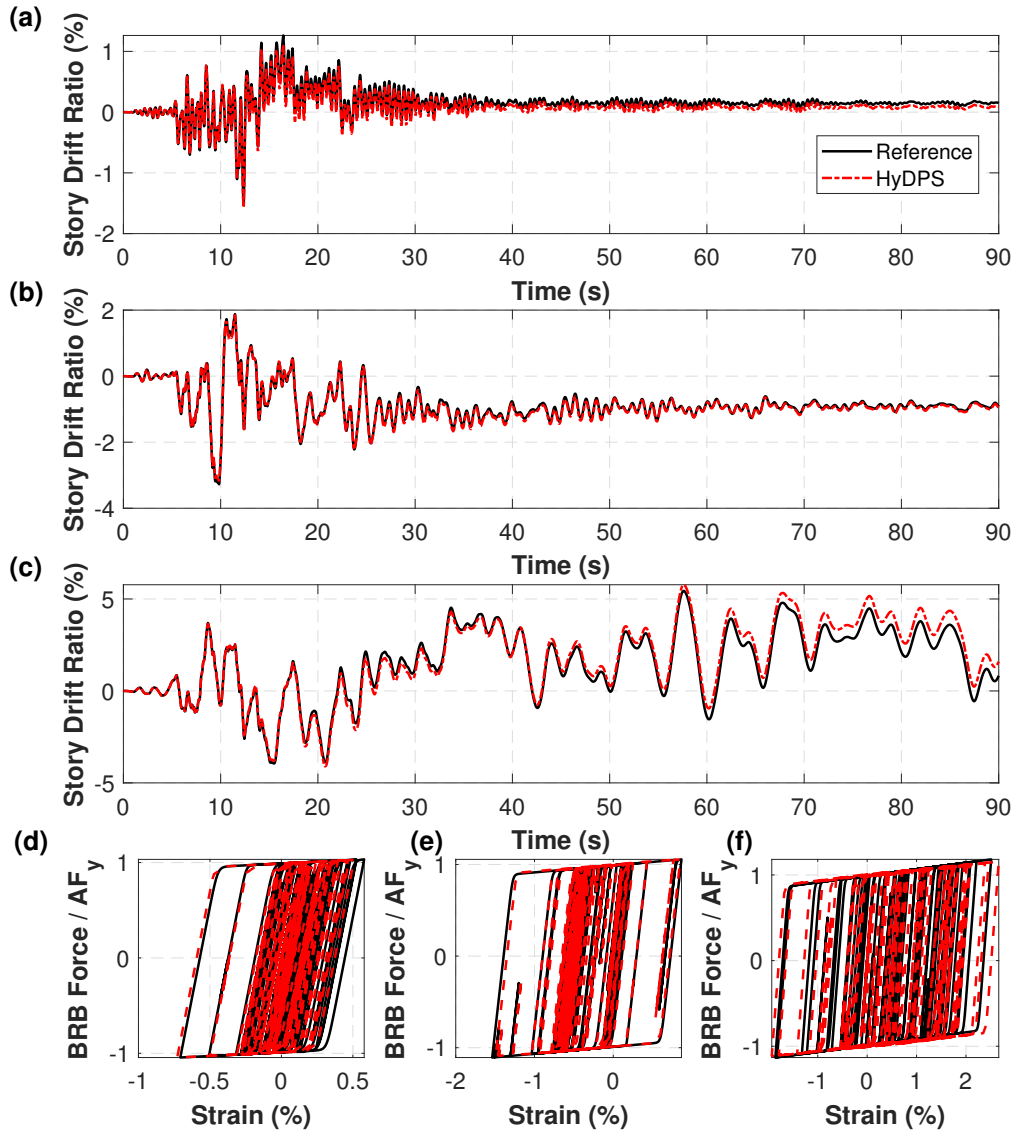 (a)
Story Drift Ratio (%)
1
0
-1
-2
Reference
HyDPS
0 10 20 30 40 50 60 70 80 90
Time (s)
(b)
Story Drift Ratio (%)
2
0
-2
-4
0 10 20 30 40 50 60 70 80 90
Time (s)
(c)
Story Drift Ratio (%)
5
0
-5
0 10 20 30 40 50 60 70 80 90
Time (s)
(d)
BRB Force / AFy
1
0
-1
-1 -0.5 0 0.5
Strain (%)
(e)
BRB Force / AFy
1
0
-1
-2 -1 0
Strain (%)
(f)
BRB Force / AFy
1
0
-1
-1 0 1 2
Strain (%)